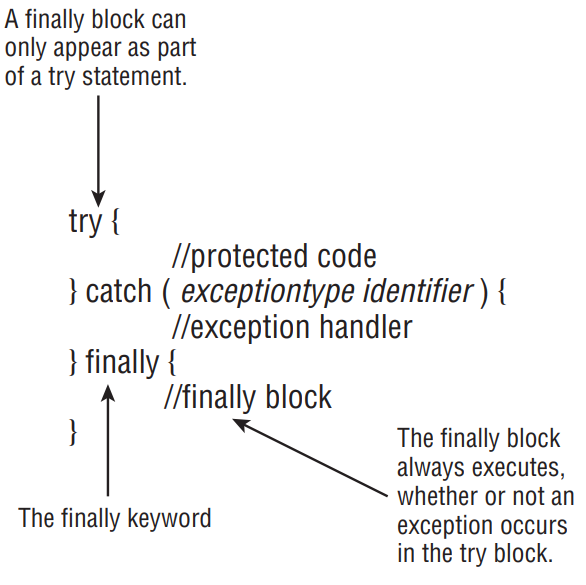 A finally block can
only appear as part
of a try statement.
try {
//protected code
} catch ( exceptiontype identifier ) {
//exception handler
} finally {
//finally block
}
The finally keyword
The finally block
always executes,
whether or not an
exception occurs
in the try block.